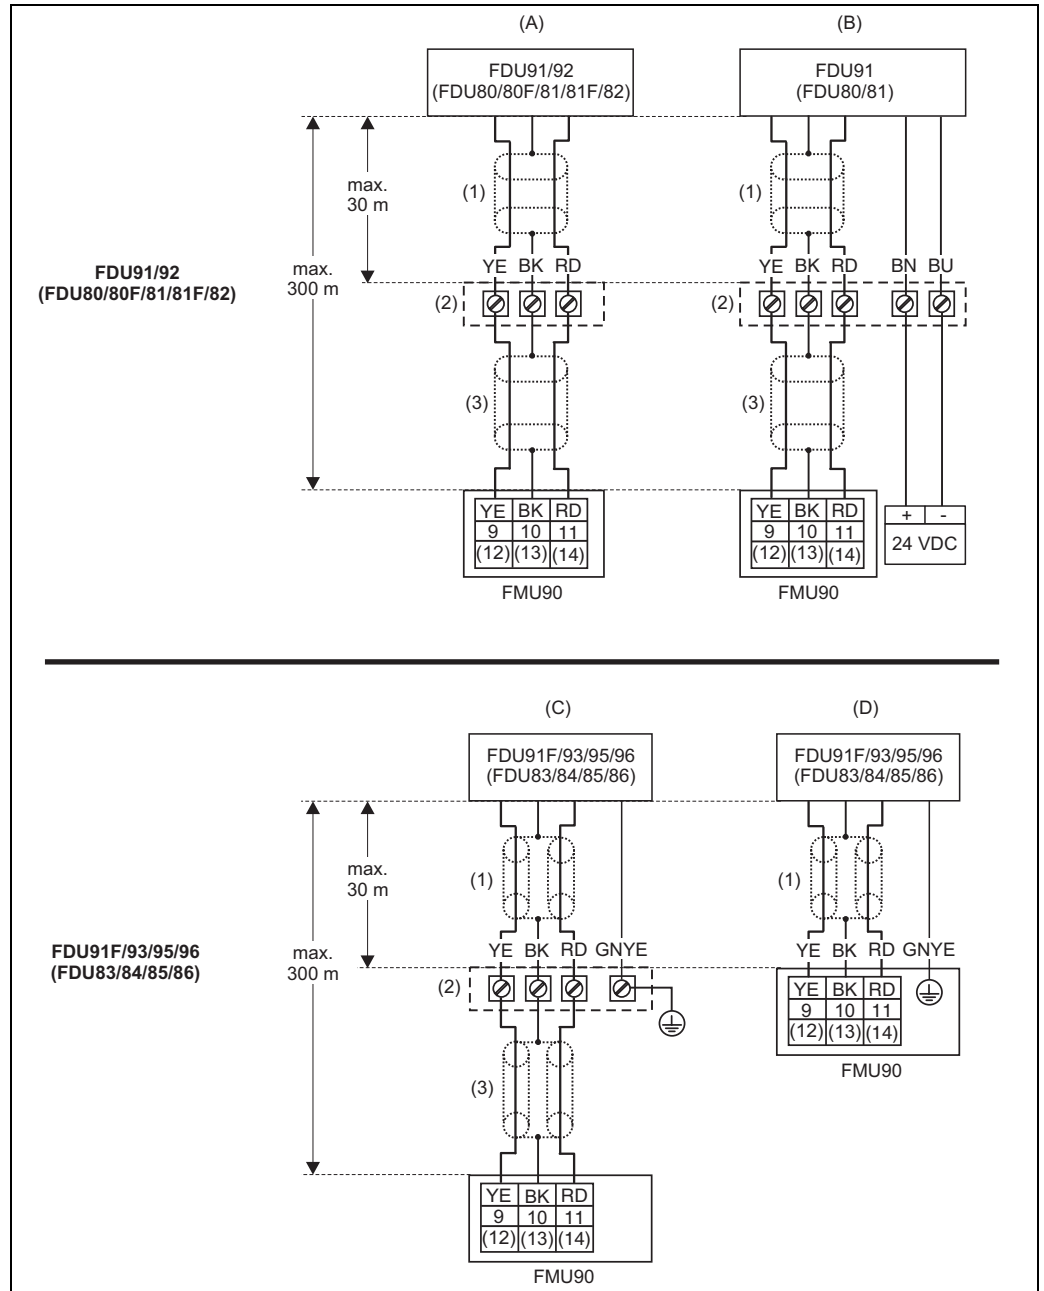 (A)
(B)
FDU91/92
(FDU80/80F/81/81F/82)
FDU91
(FDU80/81)
max.
30 m
(1)
(1)
FDU91/92
(FDU80/80F/81/81F/82)
max.
300 m
YE BK RD
YE BK RD BN BU
(2)
(2)
(3)
(3)
YE BK RD
9 10 11
(12) (13) (14)
FMU90
YE BK RD
9 10 11
(12) (13) (14)
FMU90
+ -
24 VDC
(C)
(D)
FDU91F/93/95/96
(FDU83/84/85/86)
FDU91F/93/95/96
(FDU83/84/85/86)
max.
30 m
(1)
(1)
FDU91F/93/95/96
(FDU83/84/85/86)
max.
300 m
YE BK RD GNYE
YE BK RD GNYE
(2)
YE BK RD
9 10 11
(12) (13) (14)
FMU90
(3)
YE BK RD
9 10 11
(12) (13) (14)
FMU90